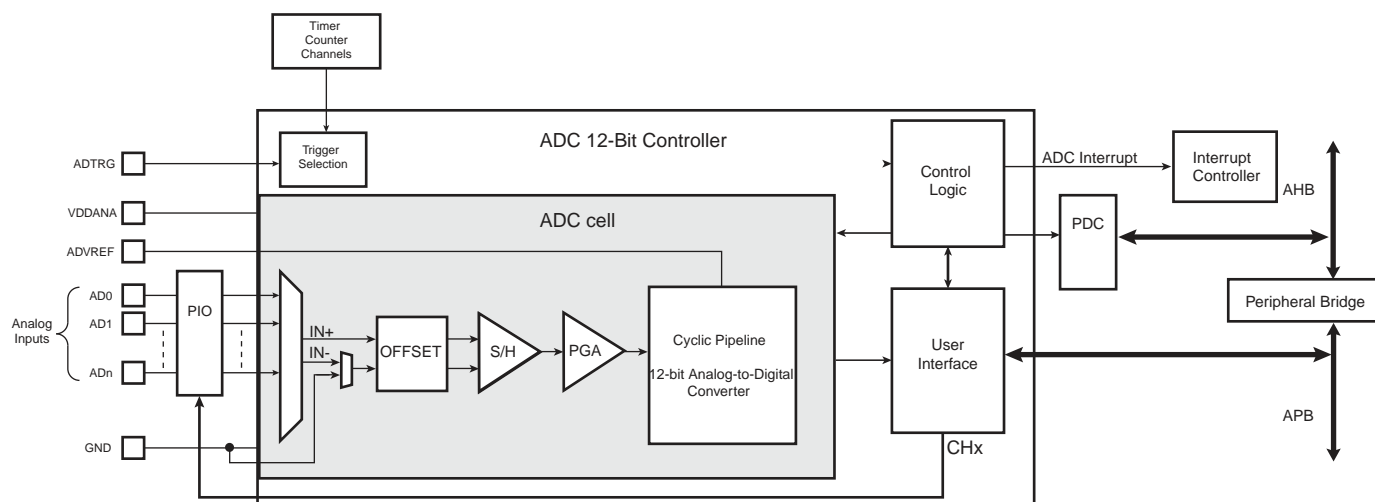 Timer
Counter
Channels
ADC 12-Bit Controller
Trigger
Selection
ADTRG
VDDANA
ADVREF
Analog
Inputs
AD0
AD1
ADn
GND
PIO
ADC cell
IN+
IN-
OFFSET
S/H
PGA
Cyclic Pipeline
12-bit Analog-to-Digital
Converter
Control
Logic
User
Interface
CHx
ADC Interrupt
Interrupt
Controller
PDC
AHB
Peripheral Bridge
APB